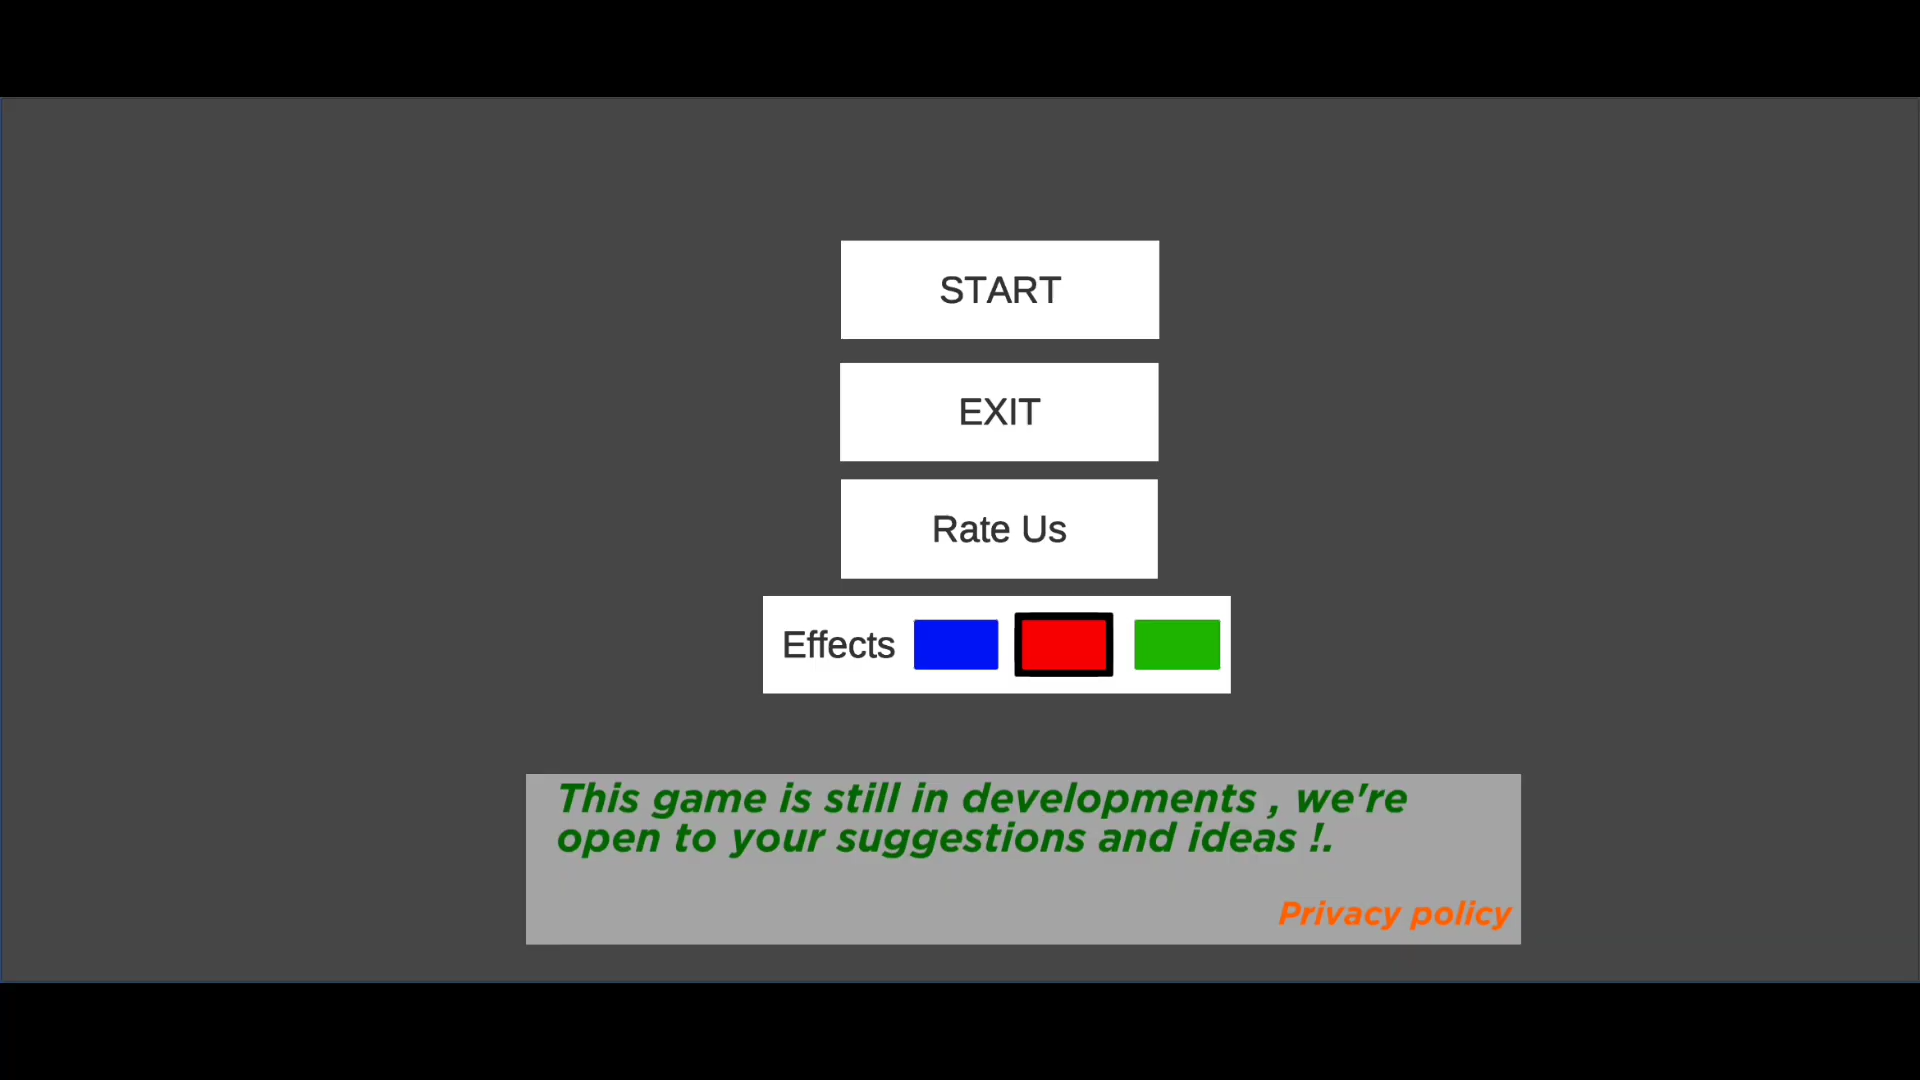 START
EXIT
Rate Us
Effects
This game is still in developments , we're
open to your suggestions and ideas !.
Privacy policy